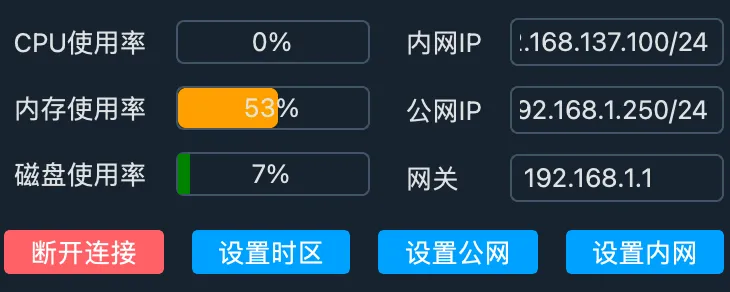 CPU使用率 0% 内网IP .168.137.100/24
内存使用率 53% 公网IP 92.168.1.250/24
磁盘使用率 7% 网关 192.168.1.1
断开连接 设置时区 设置公网 设置内网